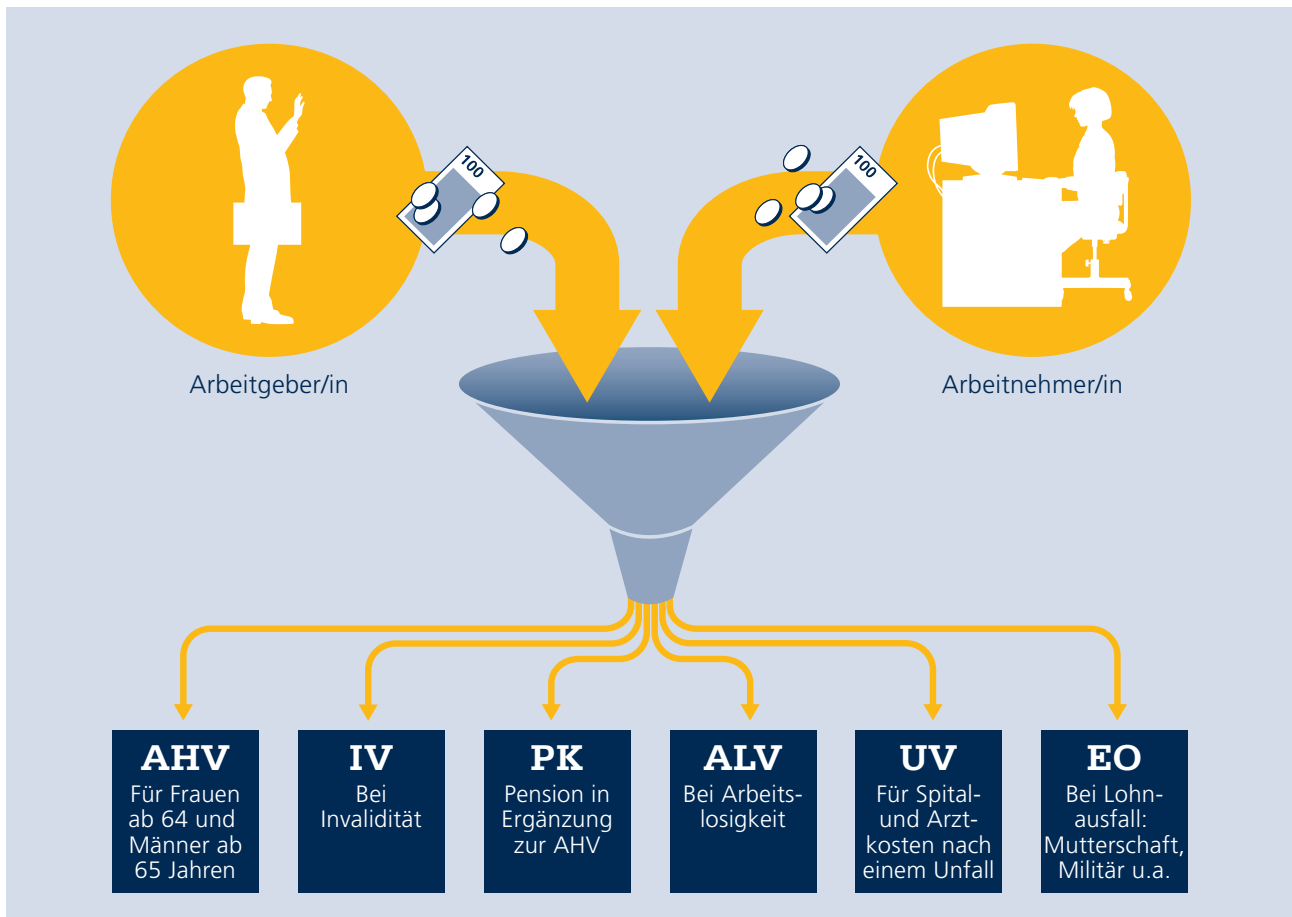 100
100
Arbeitgeber/in
Arbeitnehmer/in
AHV
Für Frauen
ab 64 und
Männer ab
65 Jahren
IV
Bei
Invalidität
PK
Pension in
Ergänzung
zur AHV
ALV
Bei Arbeits-
losigkeit
UV
Für Spital-
und Arzt-
kosten nach
einem Unfall
EO
Bei Lohn-
ausfall:
Mutterschaft,
Militär u.a.